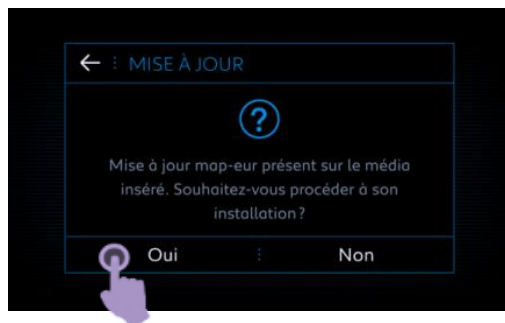 MISE À JOUR
?
Mise à jour map-eur présent sur le média
inséré. Souhaitez-vous procéder à son
installation ?
Oui Non